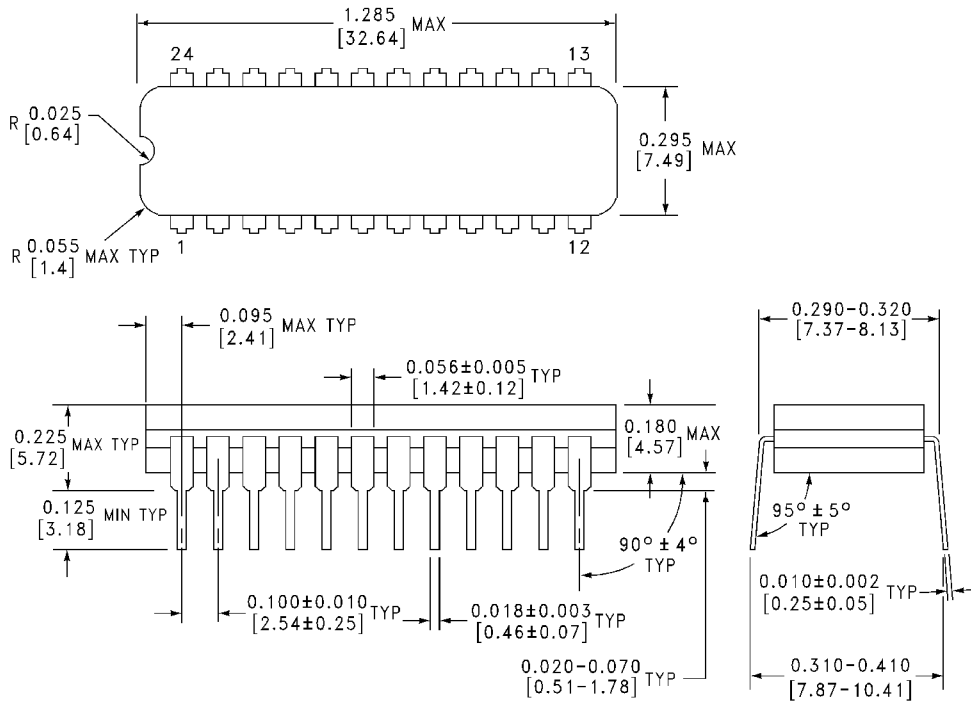 1.285
[32.64] MAX
24
13
R 0.025
[0.64]
0.295
[7.49] MAX
R 0.055
[1.4] MAX TYP
1
12
0.095
[2.41] MAX TYP
0.056±0.005
[1.42±0.12] TYP
0.290-0.320
[7.37-8.13]
0.225
[5.72] MAX TYP
0.180
[4.57] MAX
0.125
[3.18] MIN TYP
95° ± 5°
TYP
90° ± 4°
TYP
0.100±0.010
[2.54±0.25] TYP
0.018±0.003
[0.46±0.07] TYP
0.010±0.002
[0.25±0.05] TYP
0.020-0.070
[0.51-1.78] TYP
0.310-0.410
[7.87-10.41]